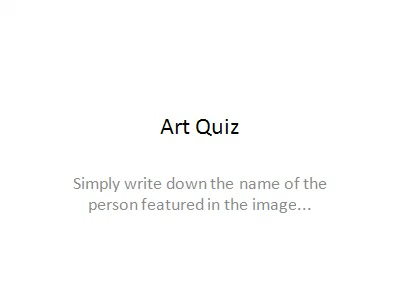 Art Quiz
Simply write down the name of the
person featured in the image...